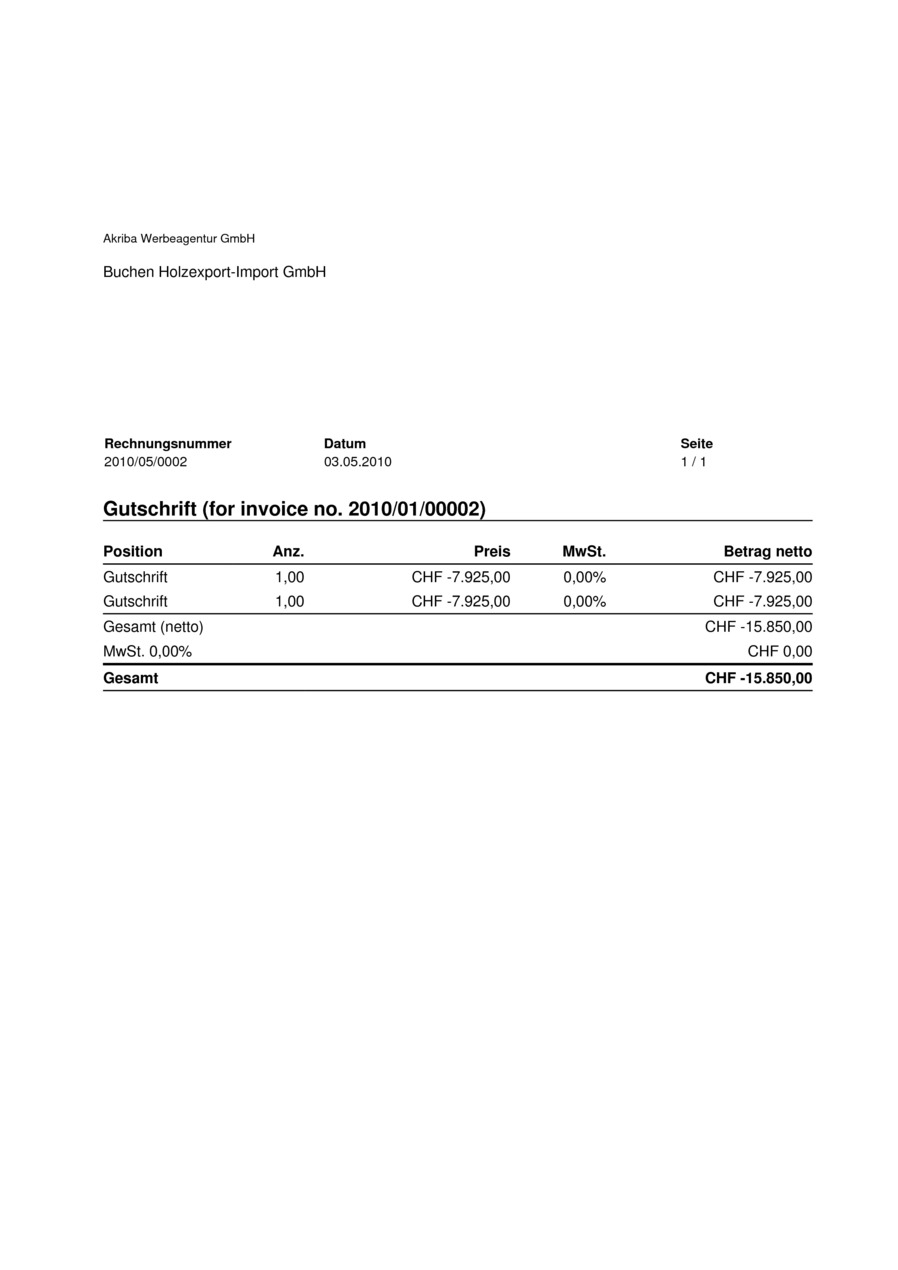 Akriba Werbeagentur GmbH
Buchen Holzexport-Import GmbH
Rechnungsnummer Datum Seite
2010/05/0002 03.05.2010 1 / 1
Gutschrift (for invoice no. 2010/01/00002)
Position Anz. Preis MwSt. Betrag netto
Gutschrift 1,00 CHF -7.925,00 0,00% CHF -7.925,00
Gutschrift 1,00 CHF -7.925,00 0,00% CHF -7.925,00
Gesamt (netto) CHF -15.850,00
MwSt. 0,00% CHF 0,00
Gesamt CHF -15.850,00